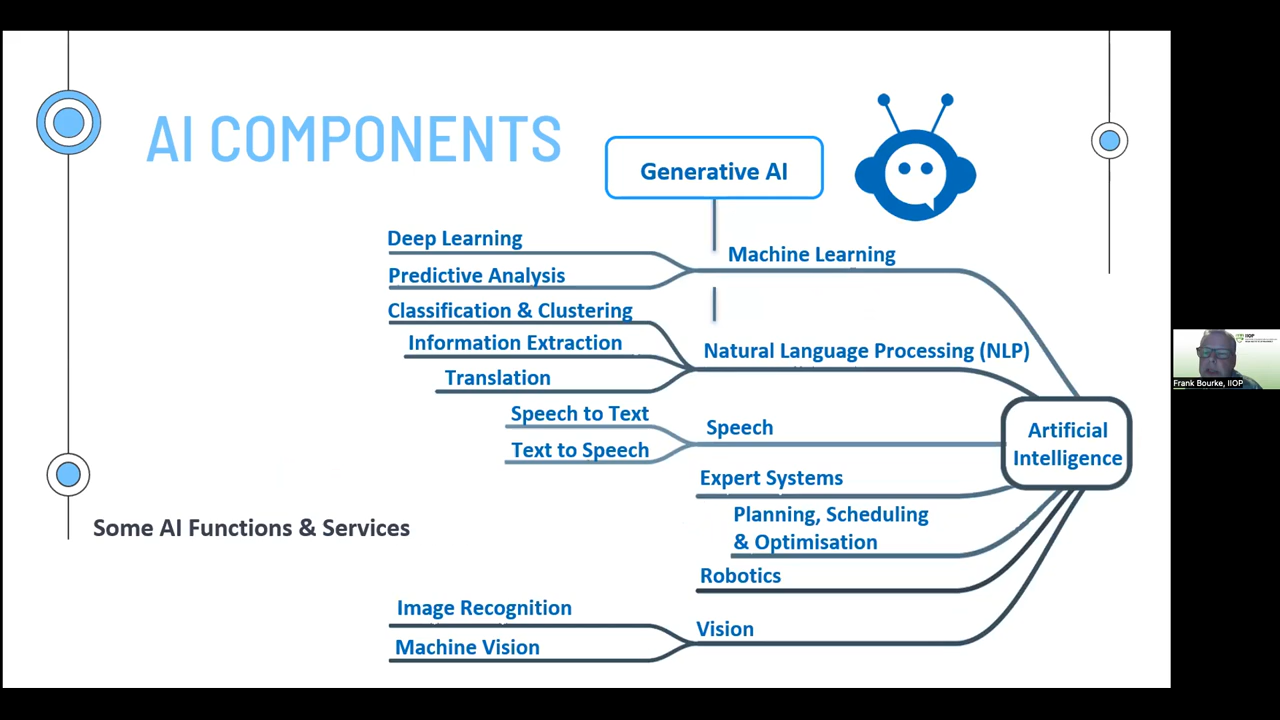 AI COMPONENTS
Generative AI
Deep Learning
Machine Learning
Predictive Analysis
Classification & Clustering
Information Extraction
Natural Language Processing (NLP)
Translation
Speech to Text
Speech
Text to Speech
Artificial
Intelligence
Expert Systems
Planning, Scheduling
& Optimisation
Some AI Functions & Services
Robotics
Image Recognition
Vision
Machine Vision
IIOP
Frank Bourke, IIOP